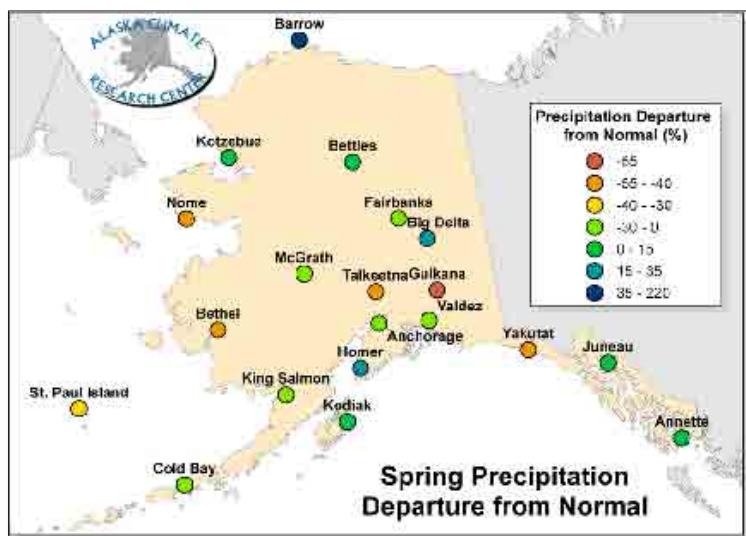 ALASKA CLIMATE
RESEARCH CENTER
Barrow
Kotzebue
Bettles
Nome
Fairbanks
Big Delta
McGrath
Talkeetna
Gulkana
Valdez
Bethel
Anchorage
Yakutat
Juneau
Homer
King Salmon
St. Paul Island
Kodiak
Annette
Cold Bay
Precipitation Departure
from Normal (%)
-65
-55 - -40
-40 - -30
-30 - 0
0 - 15
15 - 35
35 - 220
Spring Precipitation
Departure from Normal